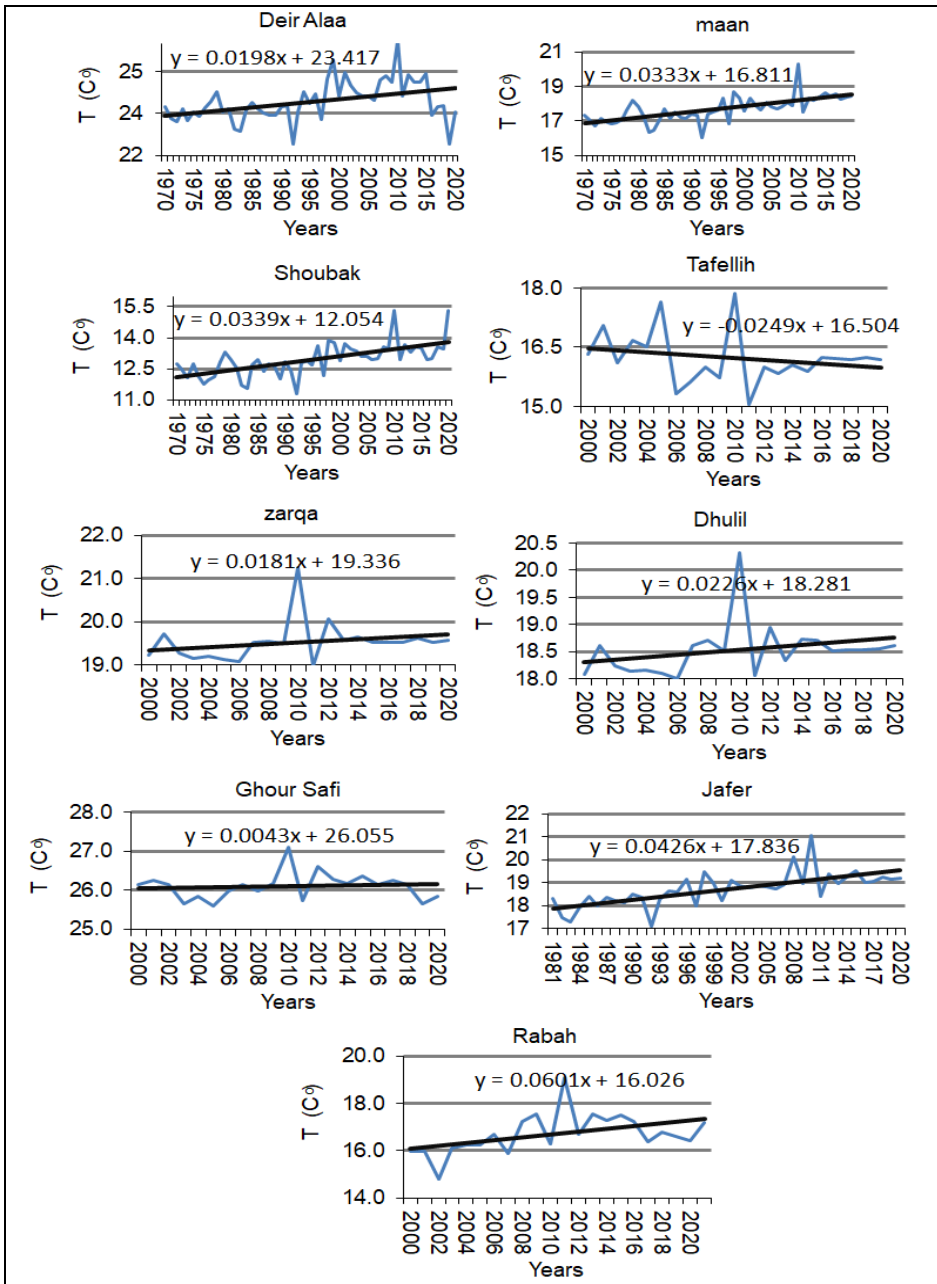 Deir Alaa
y = 0.0198x + 23.417
25
24
22
T (Cº)
1970 1975 1980 1985 1990 1995 2000 2005 2010 2015 2020
Years
maan
y = 0.0333x + 16.811
21
19
17
15
T (Cº)
1970 1975 1980 1985 1990 1995 2000 2005 2010 2015 2020
Years
Shoubak
y = 0.0339x + 12.054
15.5
14.0
12.5
11.0
T (Cº)
1970 1975 1980 1985 1990 1995 2000 2005 2010 2015 2020
Years
Tafellih
y = -0.0249x + 16.504
18.0
16.5
15.0
T (Cº)
2000 2002 2004 2006 2008 2010 2012 2014 2016 2018 2020
Years
zarqa
y = 0.0181x + 19.336
22.0
21.0
20.0
19.0
T (Cº)
2000 2002 2004 2006 2008 2010 2012 2014 2016 2018 2020
Years
Dhulil
y = 0.0226x + 18.281
20.5
20.0
19.5
19.0
18.5
18.0
T (Cº)
2000 2002 2004 2006 2008 2010 2012 2014 2016 2018 2020
Years
Ghour Safi
y = 0.0043x + 26.055
28.0
27.0
26.0
25.0
T (Cº)
2000 2002 2004 2006 2008 2010 2012 2014 2016 2018 2020
Years
Jafer
y = 0.0426x + 17.836
22
21
20
19
18
17
T (Cº)
1981 1984 1987 1990 1993 1996 1999 2002 2005 2008 2011 2014 2017 2020
Years
Rabah
y = 0.0601x + 16.026
20.0
18.0
16.0
14.0
T (Cº)
2000 2002 2004 2006 2008 2010 2012 2014 2016 2018 2020
Years